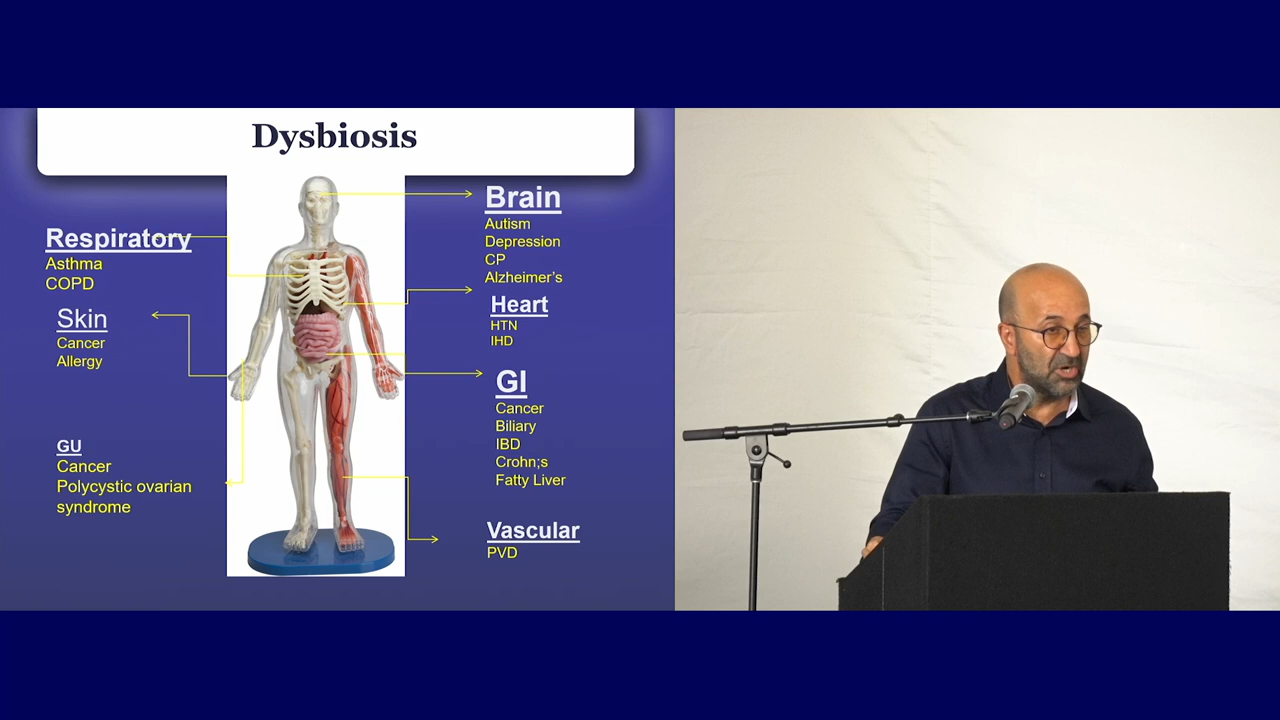 Dysbiosis
Respiratory
Asthma
COPD
Skin
Cancer
Allergy
GU
Cancer
Polycystic ovarian
syndrome
Brain
Autism
Depression
CP
Alzheimer’s
Heart
HTN
IHD
GI
Cancer
Biliary
IBD
Crohn;s
Fatty Liver
Vascular
PVD